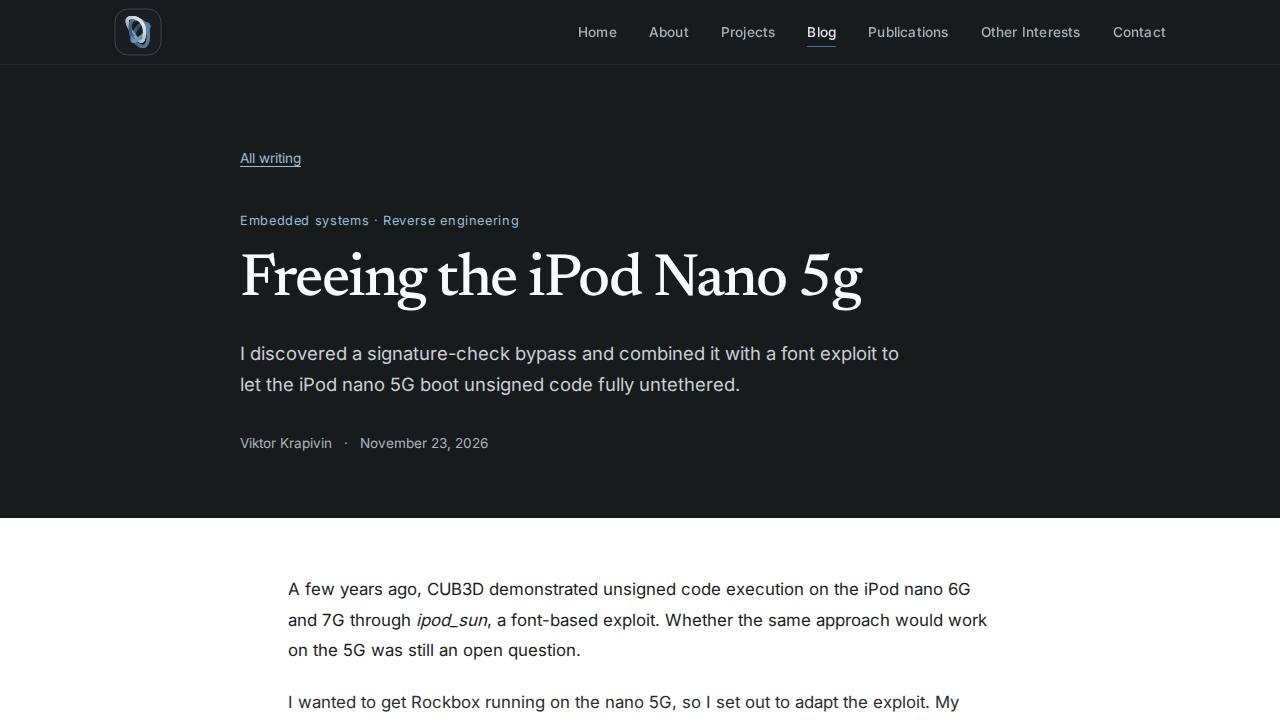 Home About Projects Blog Publications Other Interests Contact
All writing
Embedded systems · Reverse engineering
Freeing the iPod Nano 5g
I discovered a signature-check bypass and combined it with a font exploit to
let the iPod nano 5G boot unsigned code fully untethered.
Viktor Krapivin · November 23, 2026
A few years ago, CUB3D demonstrated unsigned code execution on the iPod nano 6G
and 7G through ipod_sun, a font-based exploit. Whether the same approach would work
on the 5G was still an open question.
I wanted to get Rockbox running on the nano 5G, so I set out to adapt the exploit. My